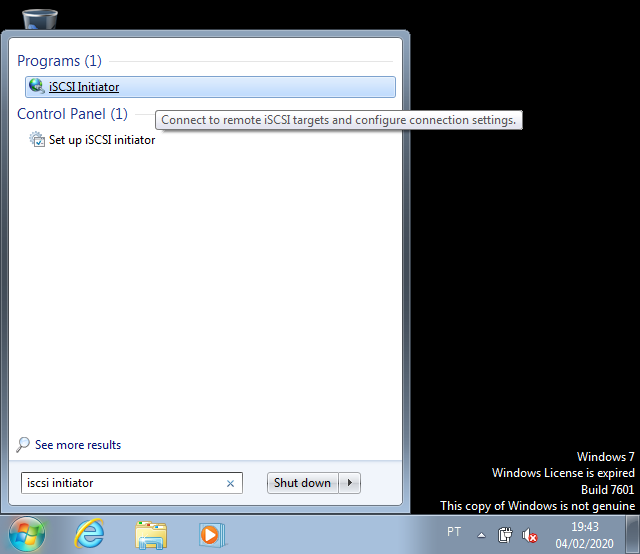 Programs (1)
iSCSI Initiator
Control Panel (1)
Connect to remote iSCSI targets and configure connection settings.
Set up iSCSI initiator
See more results
iscsi initiator
Shut down
Windows 7
Windows License is expired
Build 7601
This copy of Windows is not genuine
PT
19:43
04/02/2020